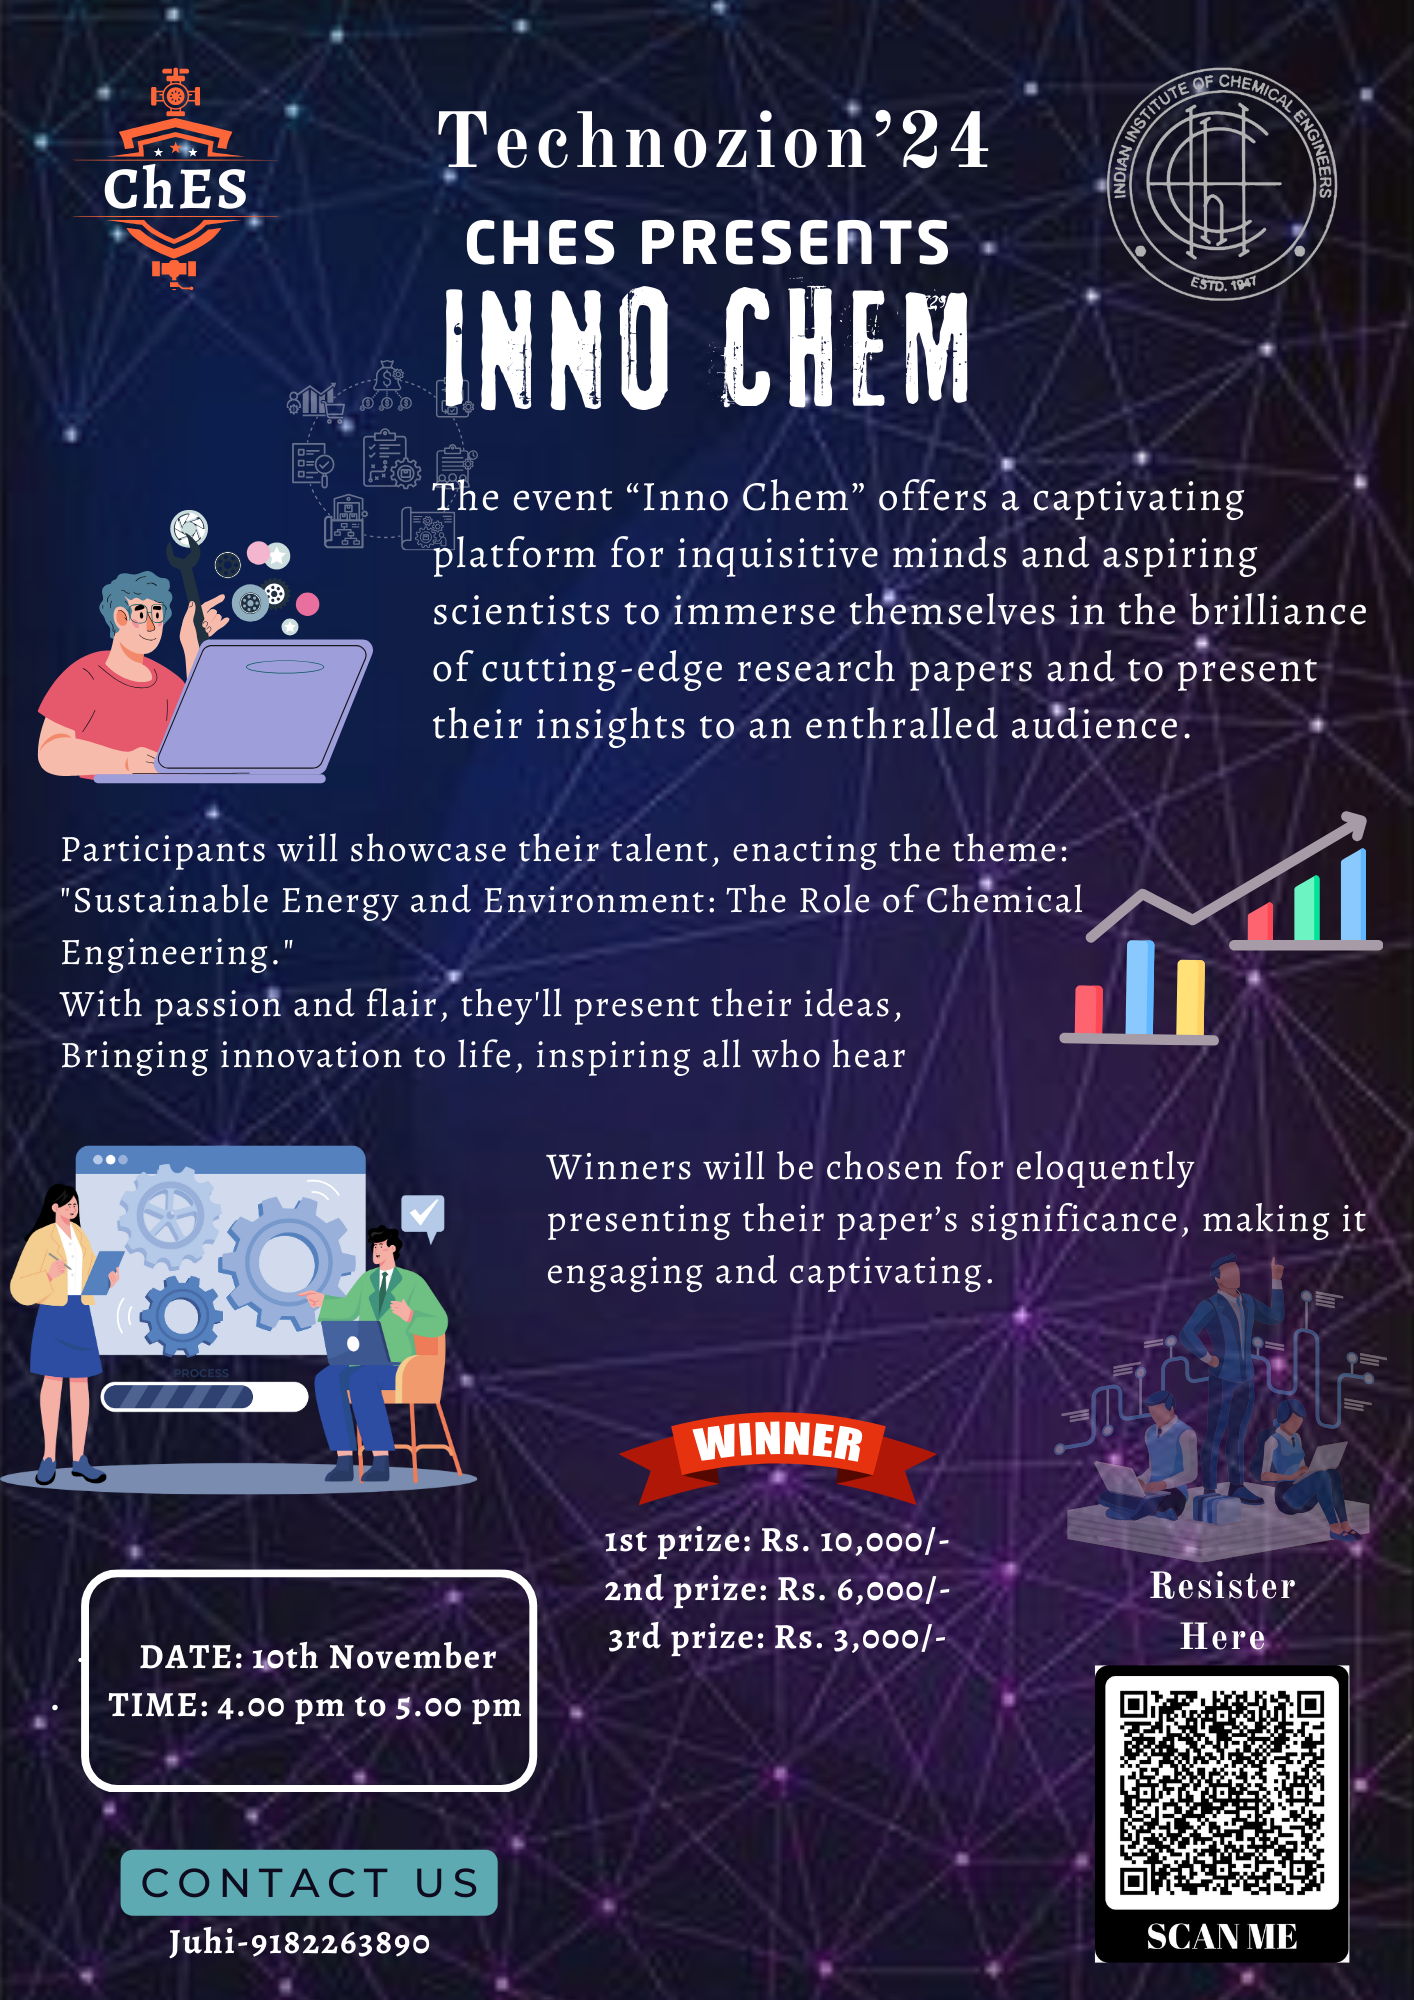 ChES
Technozion’24
INDIAN INSTITUTE OF CHEMICAL ENGINEERS
ESTD. 1947
CHES PRESENTS
INNO CHEM
The event “Inno Chem” offers a captivating
platform for inquisitive minds and aspiring
scientists to immerse themselves in the brilliance
of cutting-edge research papers and to present
their insights to an enthralled audience.
Participants will showcase their talent, enacting the theme:
"Sustainable Energy and Environment: The Role of Chemical
Engineering."
With passion and flair, they'll present their ideas,
Bringing innovation to life, inspiring all who hear
Winners will be chosen for eloquently
presenting their paper’s significance, making it
engaging and captivating.
PROCESS
WINNER
1st prize: Rs. 10,000/-
2nd prize: Rs. 6,000/-
3rd prize: Rs. 3,000/-
Resister
Here
DATE: 10th November
TIME: 4.00 pm to 5.00 pm
SCAN ME
CONTACT US
Juhi-9182263890